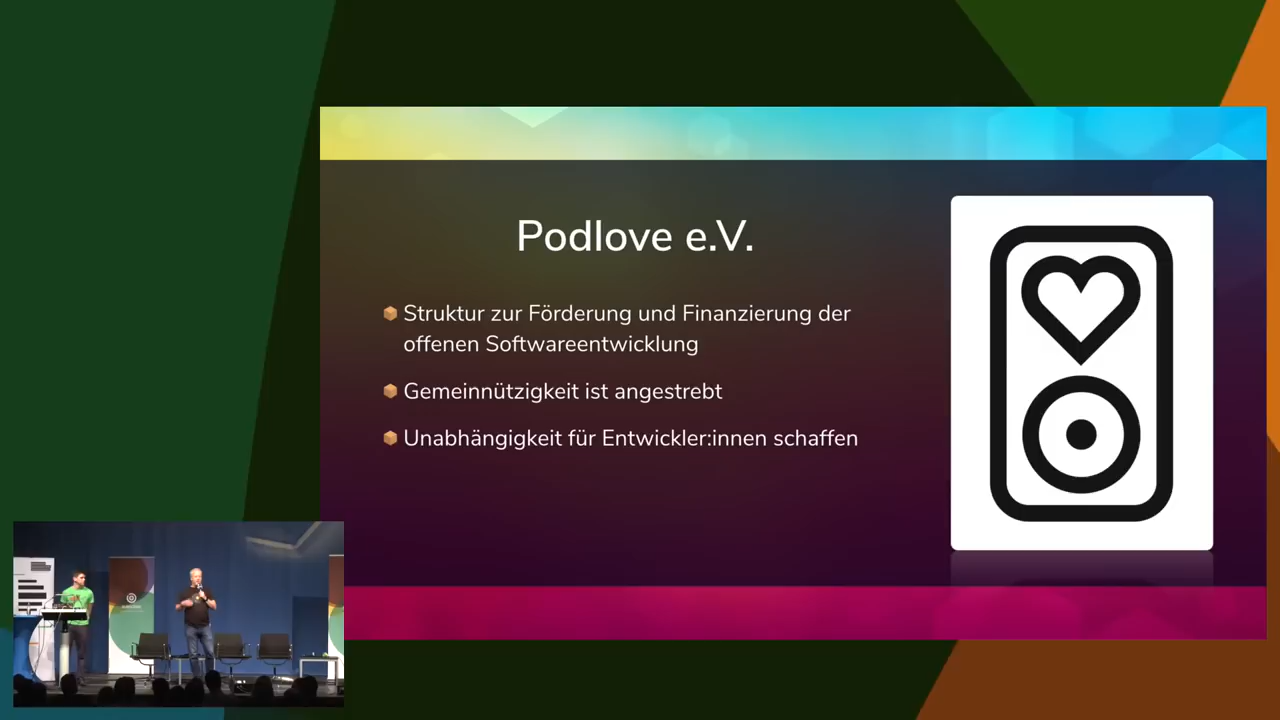 Podlove e.V.
Struktur zur Förderung und Finanzierung der
offenen Softwareentwicklung
Gemeinnützigkeit ist angestrebt
Unabhängigkeit für Entwickler:innen schaffen